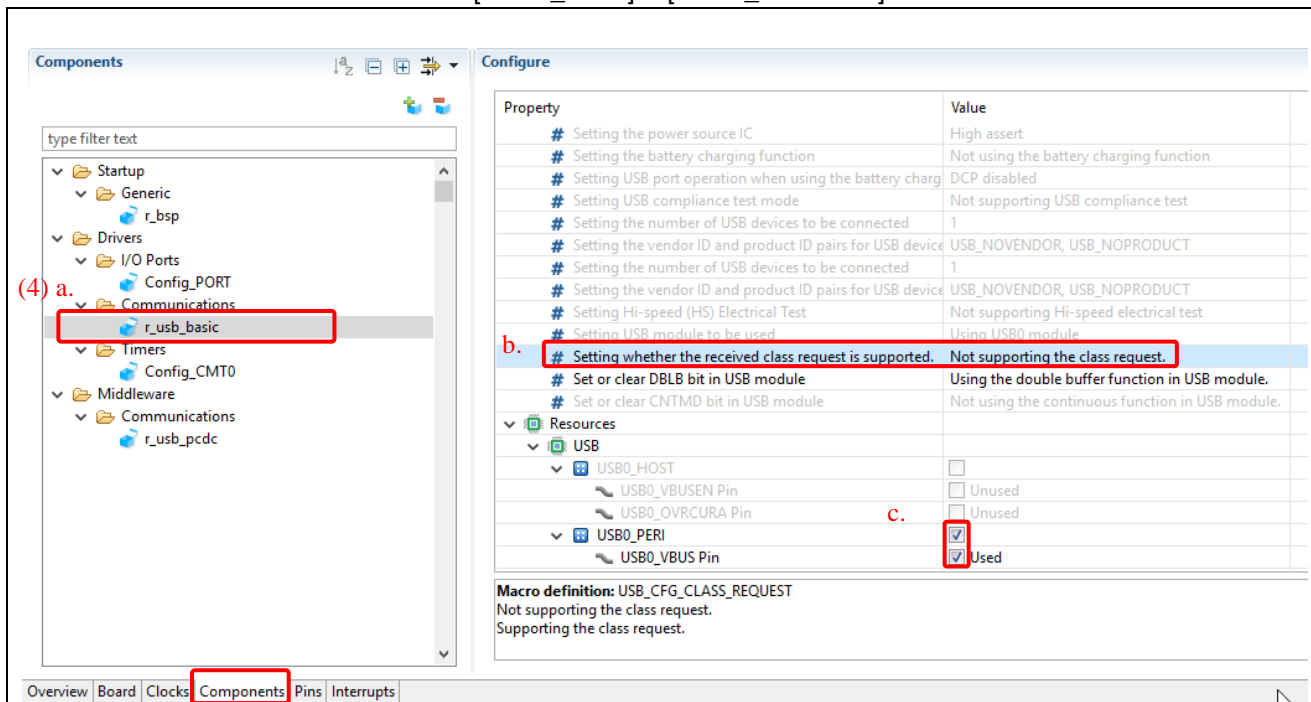 Components
Configure
type filter text
Startup
Generic
r_bsp
Drivers
I/O Ports
Config_PORT
(4) a.
Communications
r_usb_basic
Timers
Config_CMT0
Middleware
Communications
r_usb_pcdc
Property Value
# Setting the power source IC High assert
# Setting the battery charging function Not using the battery charging function
# Setting USB port operation when using the battery charg DCP disabled
# Setting USB compliance test mode Not supporting USB compliance test
# Setting the number of USB devices to be connected 1
# Setting the vendor ID and product ID pairs for USB device USB_NOVENDOR, USB_NOPRODUCT
# Setting the number of USB devices to be connected 1
# Setting the vendor ID and product ID pairs for USB device USB_NOVENDOR, USB_NOPRODUCT
# Setting Hi-speed (HS) Electrical Test Not supporting Hi-speed electrical test
# Setting USB module to be used Using USB0 module
b.
# Setting whether the received class request is supported. Not supporting the class request.
# Set or clear DBLB bit in USB module Using the double buffer function in USB module.
# Set or clear CNTMD bit in USB module Not using the continuous function in USB module.
Resources
USB
USB0_HOST
USB0_VBUSEN Pin Unused
USB0_OVRCURA Pin Unused
c.
USB0_PERI
USB0_VBUS Pin Used
Macro definition: USB_CFG_CLASS_REQUEST
Not supporting the class request.
Supporting the class request.
Overview Board Clocks Components Pins Interrupts